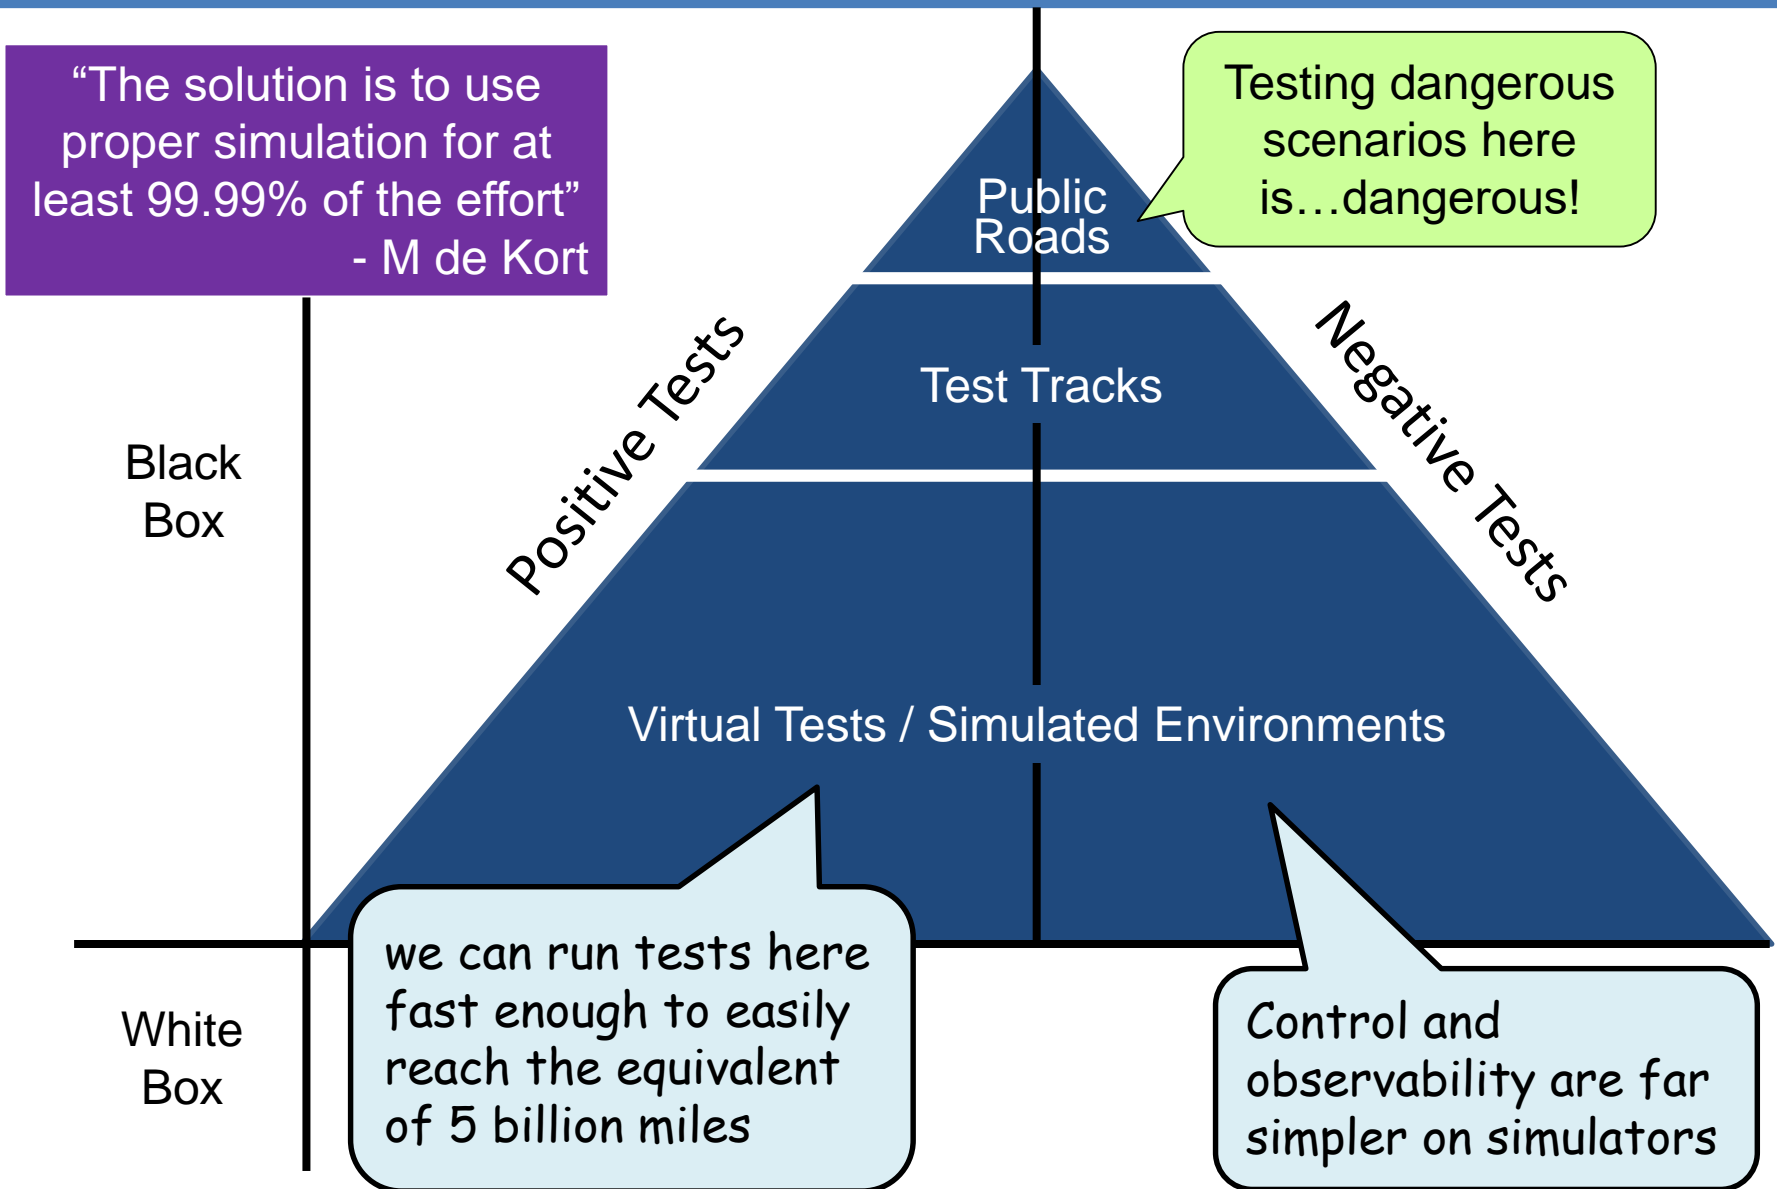 “The solution is to use
proper simulation for at
least 99.99% of the effort”
- M de Kort
Testing dangerous
scenarios here
is…dangerous!
Public
Roads
Positive Tests
Negative Tests
Test Tracks
Black
Box
Virtual Tests / Simulated Environments
we can run tests here
fast enough to easily
reach the equivalent
of 5 billion miles
Control and
observability are far
simpler on simulators
White
Box